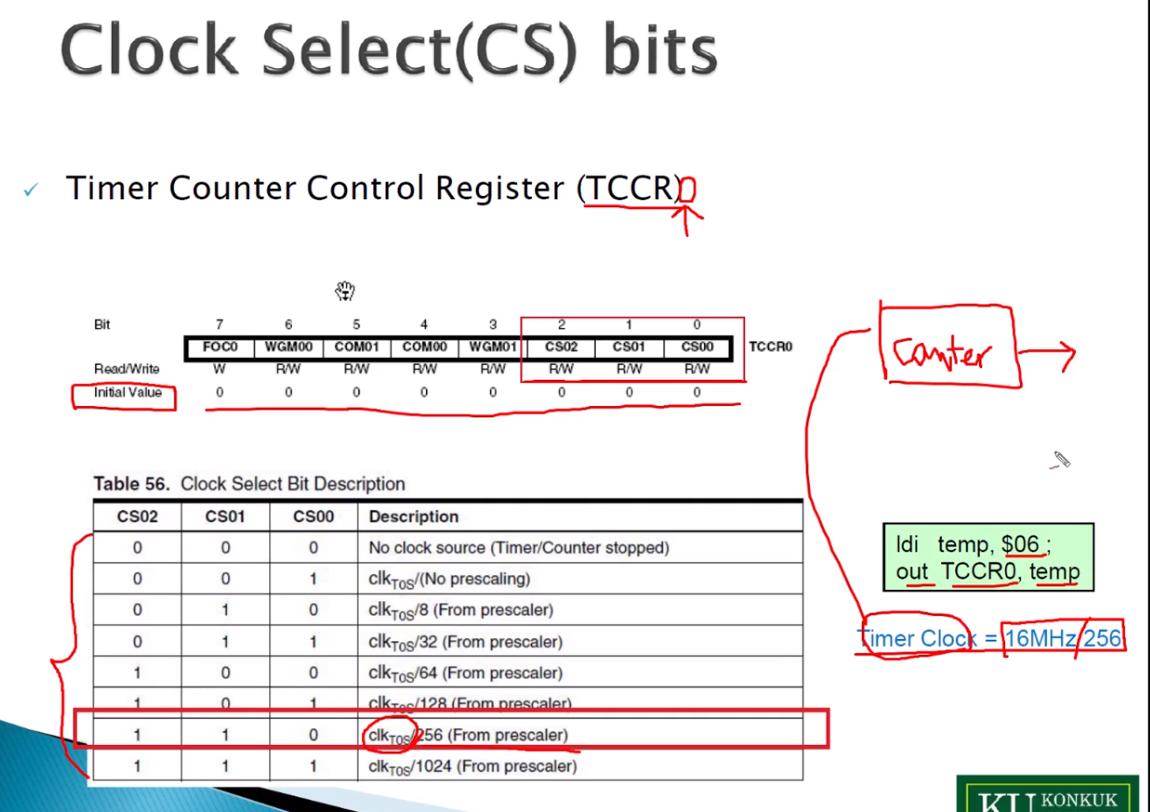 Clock Select(CS) bits
✓ Timer Counter Control Register (TCCR)0
Bit 7 6 5 4 3 2 1 0
FOC0 WGM00 COM01 COM00 WGM01 CS02 CS01 CS00 TCCR0
Read/Write W R/W R/W R/W R/W R/W R/W R/W
Initial Value 0 0 0 0 0 0 0 0
Counter
Table 56. Clock Select Bit Description
CS02 CS01 CS00 Description
0 0 0 No clock source (Timer/Counter stopped)
0 0 1 clkT0S/(No prescaling)
0 1 0 clkT0S/8 (From prescaler)
0 1 1 clkT0S/32 (From prescaler)
1 0 0 clkT0S/64 (From prescaler)
1 0 1 clkT0S/128 (From prescaler)
1 1 0 clkT0S/256 (From prescaler)
1 1 1 clkT0S/1024 (From prescaler)
ldi temp, $06 ;
out TCCR0, temp
Timer Clock = 16MHz/256
KU KONKUK